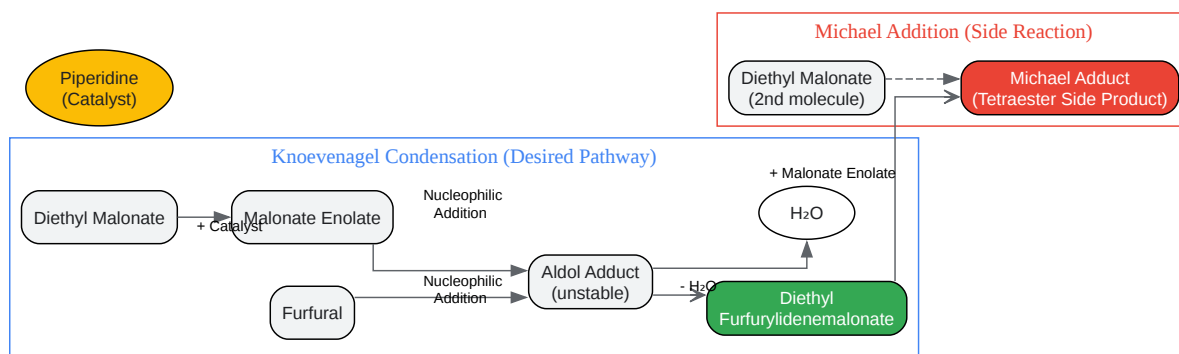 Michael Addition (Side Reaction)
Piperidine
(Catalyst)
Diethyl Malonate
(2nd molecule)
Michael Adduct
(Tetraester Side Product)
Knoevenagel Condensation (Desired Pathway)
+ Malonate Enolate
Nucleophilic
Addition
Diethyl Malonate
+ Catalyst
Malonate Enolate
H₂O
Nucleophilic
Addition
Aldol Adduct
(unstable)
- H₂O
Furfural
Diethyl
Furfurylidenemalonate